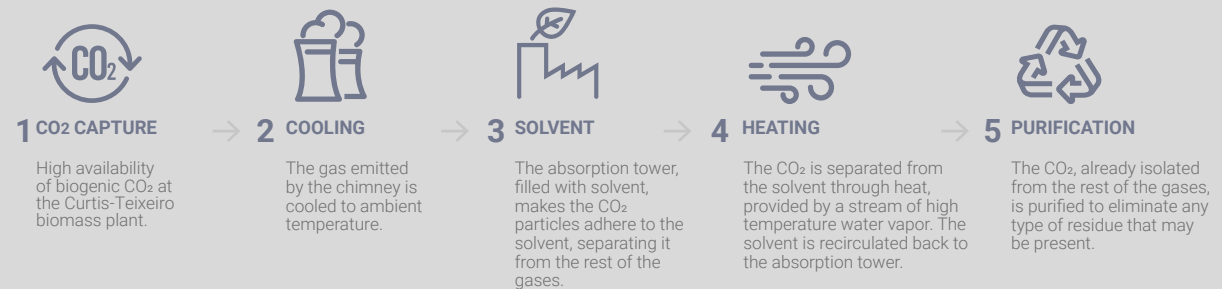 CO2
1 CO2 CAPTURE
High availability
of biogenic CO₂ at
the Curtis-Teixeiro
biomass plant.
2 COOLING
The gas emitted
by the chimney is
cooled to ambient
temperature.
3 SOLVENT
The absorption tower,
filled with solvent,
makes the CO₂
particles adhere to the
solvent, separating it
from the rest of the
gases.
4 HEATING
The CO₂ is separated from
the solvent through heat,
provided by a stream of high
temperature water vapor. The
solvent is recirculated back to
the absorption tower.
5 PURIFICATION
The CO₂, already isolated
from the rest of the gases,
is purified to eliminate any
type of residue that may
be present.